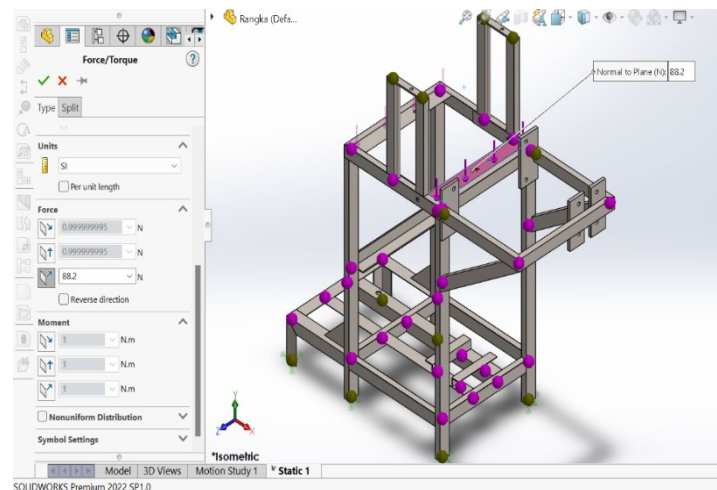 Rangka (Defa...
Force/Torque
?
Type Split
Units
SI
Per unit length
Force
0.999999995 N
0.999999995 N
88.2 N
Reverse direction
Moment
1 N.m
1 N.m
1 N.m
Nonuniform Distribution
Symbol Settings
Normal to Plane (N): 88.2
Y
Z
X
*Isometric
Model 3D Views Motion Study 1 Static 1
SOLIDWORKS Premium 2022 SP1.0